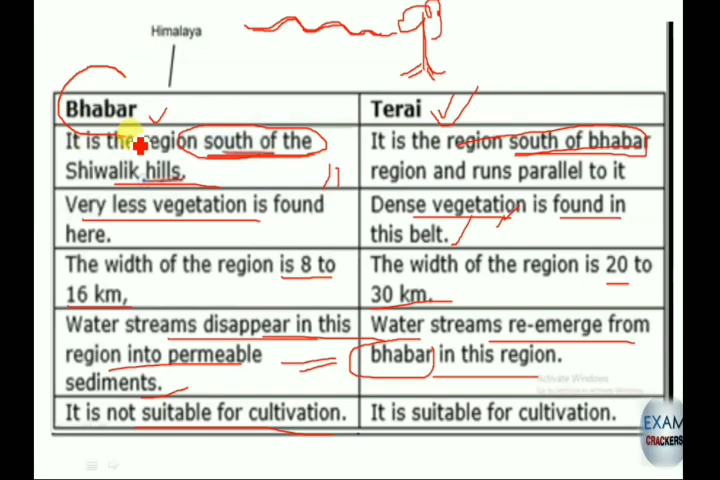 Himalaya
Bhabar
Terai
It is the region south of the
Shiwalik hills.
It is the region south of bhabar
region and runs parallel to it
Very less vegetation is found
here.
Dense vegetation is found in
this belt.
The width of the region is 8 to
16 km,
The width of the region is 20 to
30 km.
Water streams disappear in this
region into permeable
sediments.
Water streams re-emerge from
bhabar in this region.
It is not suitable for cultivation.
It is suitable for cultivation.
Activate Windows
EXAM
CRACKERS